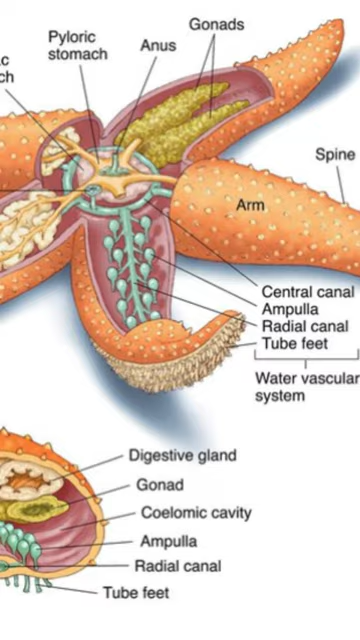 Gonads
Pyloric
stomach
Anus
c
ch
Spine
Arm
Central canal
Ampulla
Radial canal
Tube feet
Water vascular
system
Digestive gland
Gonad
Coelomic cavity
Ampulla
Radial canal
Tube feet